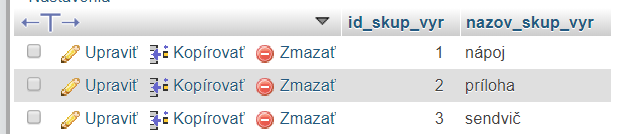 Nastavenia
←T→ id_skup_vyr nazov_skup_vyr
Upraviť Kopírovať Zmazať 1 nápoj
Upraviť Kopírovať Zmazať 2 príloha
Upraviť Kopírovať Zmazať 3 sendvič